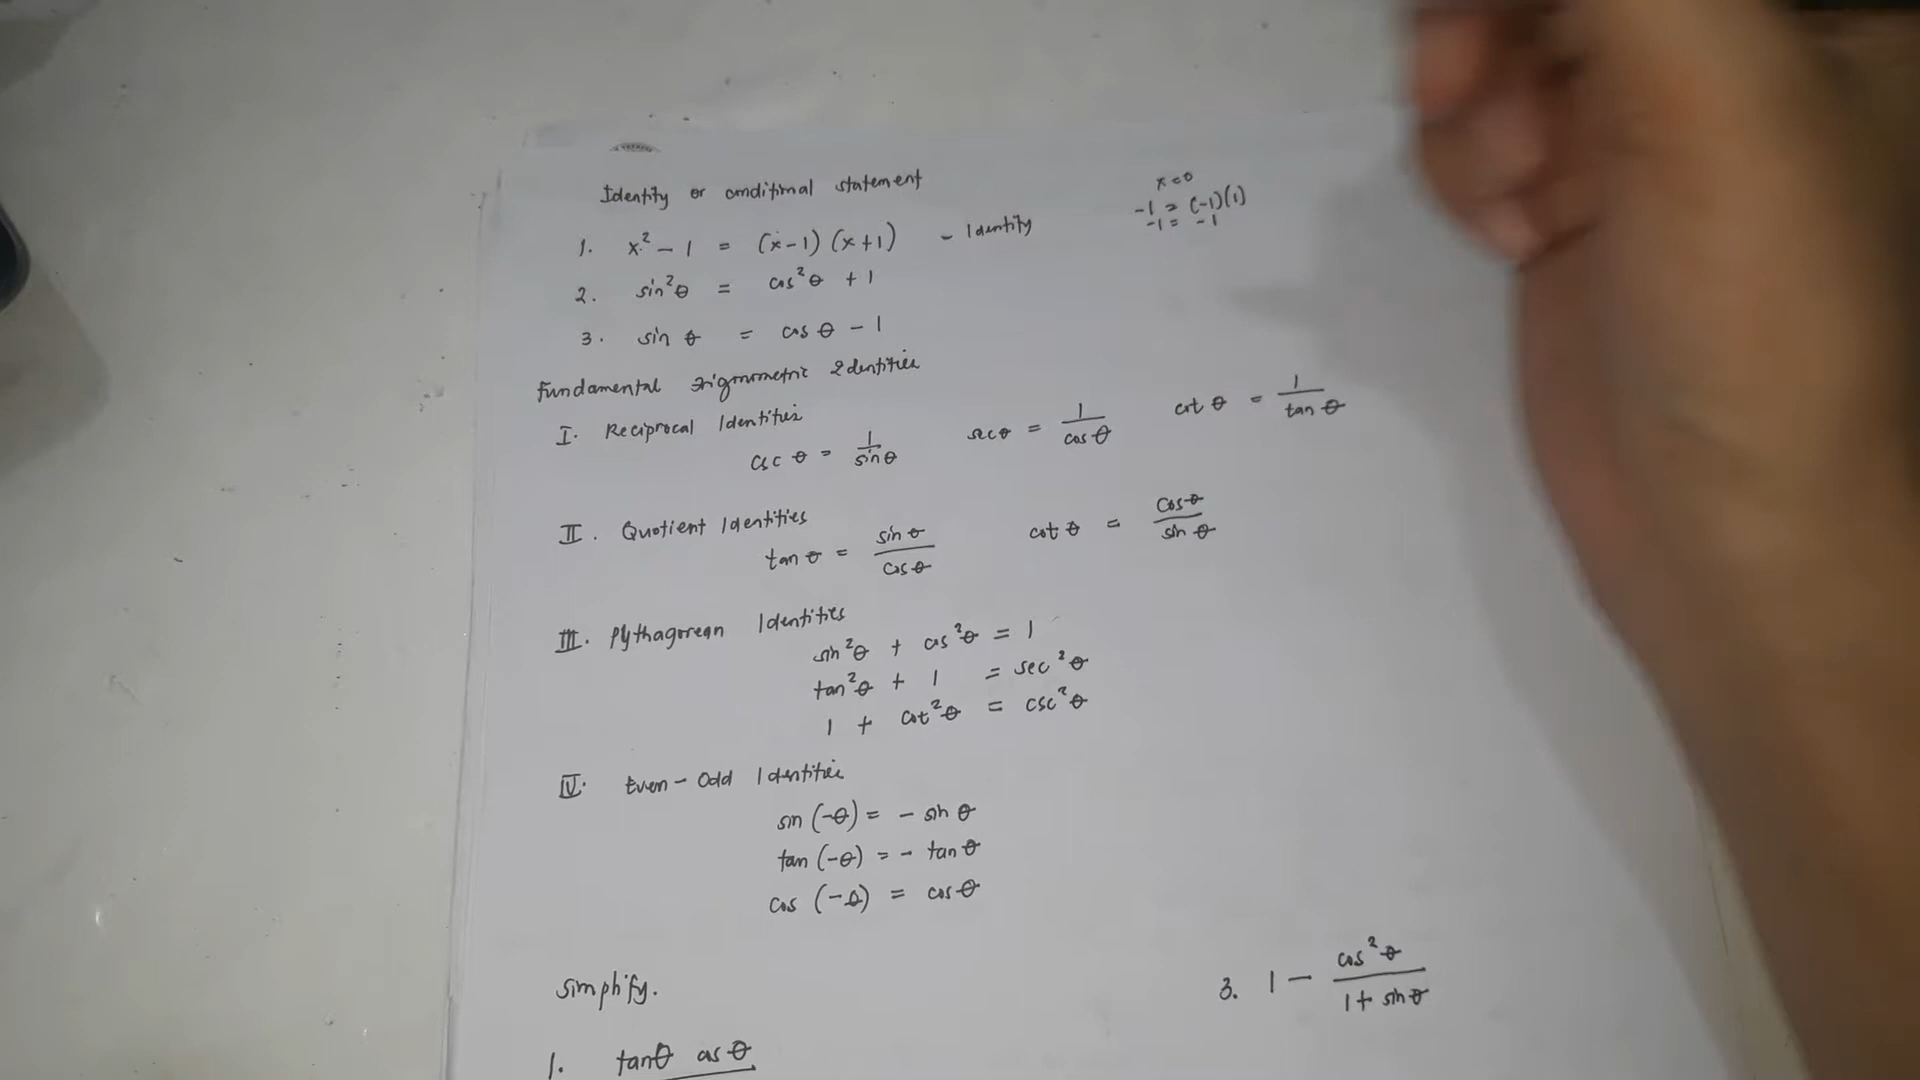 Identity or conditional statement
x = 0
-1 = (-1)(1)
-1 = -1
1. x² - 1 = (x-1)(x+1) - Identity
2. sin²θ = cos²θ + 1
3. sin θ = cos θ - 1
Fundamental Trigonometric Identities
I. Reciprocal Identities
csc θ = 1/sin θ secθ = 1/cos θ cot θ = 1/tan θ
II. Quotient Identities
tan θ = sin θ/cos θ cot θ = cos θ/sin θ
III. Pythagorean Identities
sin²θ + cos²θ = 1
tan²θ + 1 = sec²θ
1 + cot²θ = csc²θ
IV. Even-Odd Identities
sin (-θ) = - sin θ
tan (-θ) = - tan θ
cos (-θ) = cos θ
Simplify.
3. 1 - cos²θ/1 + sin θ
1. tanθ cos θ